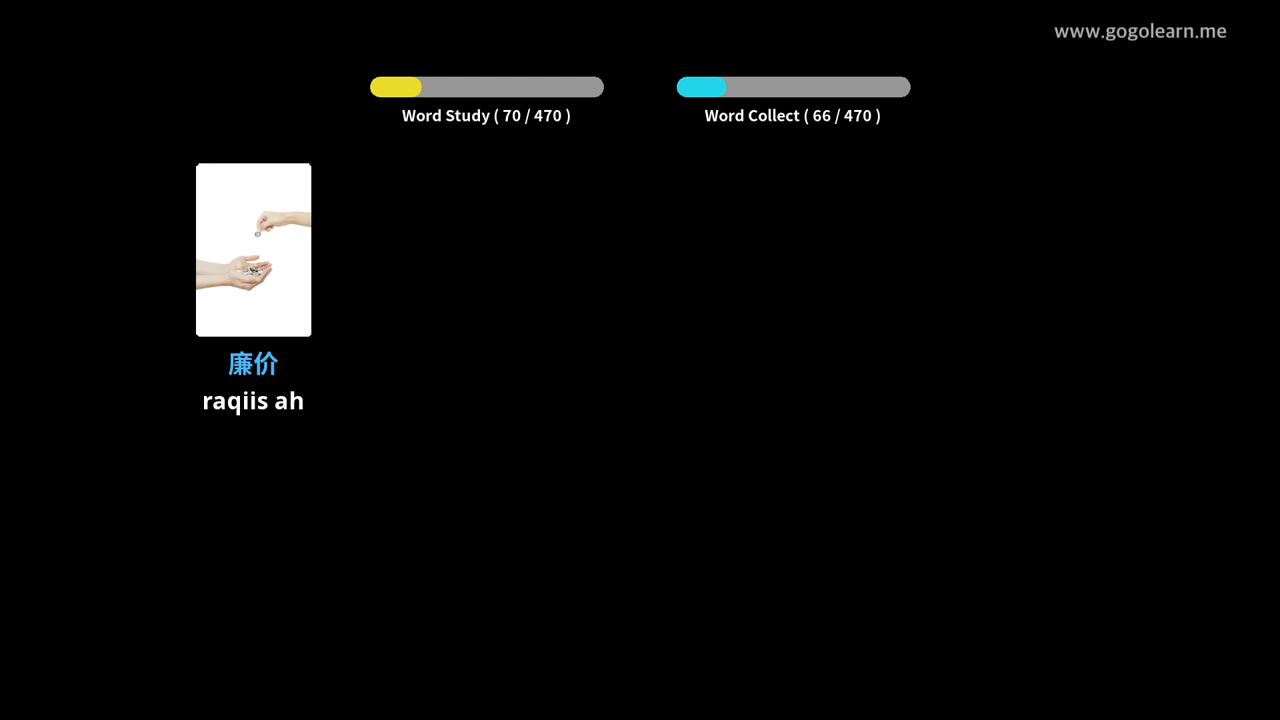 www.gogolearn.me
Word Study ( 70 / 470 )
Word Collect ( 66 / 470 )
廉价
raqiis ah